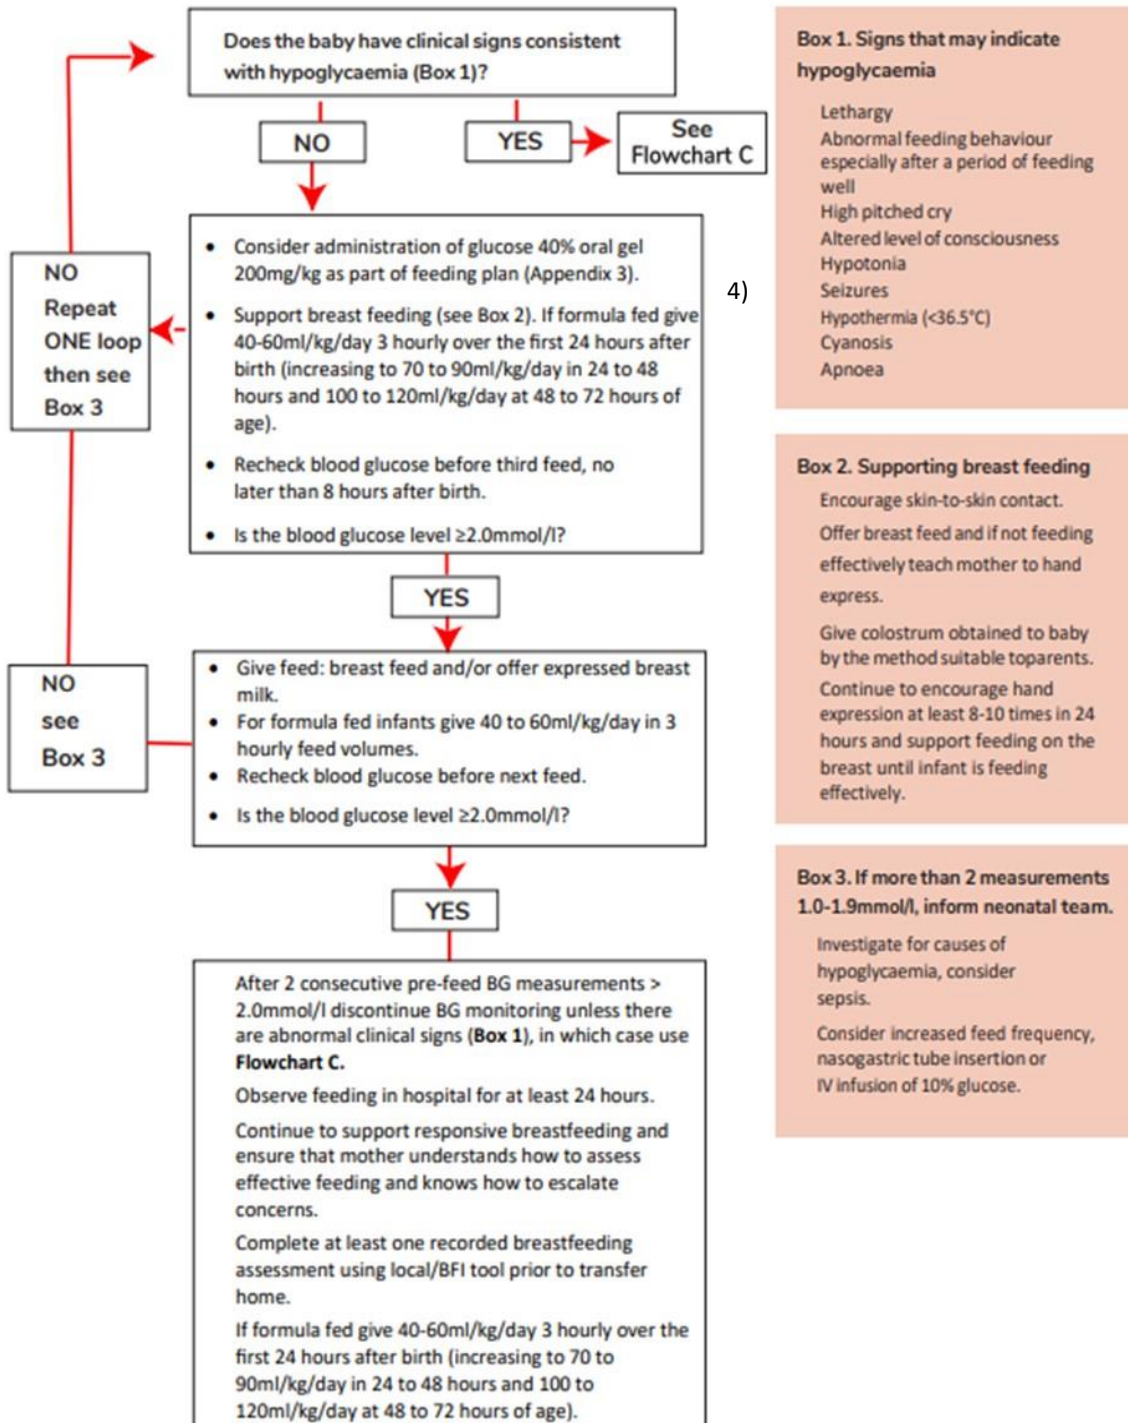 Does the baby have clinical signs consistent
with hypoglycaemia (Box 1)?
NO
YES
See
Flowchart C
NO
Repeat
ONE loop
then see
Box 3
• Consider administration of glucose 40% oral gel
200mg/kg as part of feeding plan (Appendix 3).
4)
• Support breast feeding (see Box 2). If formula fed give
40-60ml/kg/day 3 hourly over the first 24 hours after
birth (increasing to 70 to 90ml/kg/day in 24 to 48
hours and 100 to 120ml/kg/day at 48 to 72 hours of
age).
• Recheck blood glucose before third feed, no
later than 8 hours after birth.
• Is the blood glucose level ≥2.0mmol/l?
YES
NO
see
Box 3
• Give feed: breast feed and/or offer expressed breast
milk.
• For formula fed infants give 40 to 60ml/kg/day in 3
hourly feed volumes.
• Recheck blood glucose before next feed.
• Is the blood glucose level ≥2.0mmol/l?
YES
After 2 consecutive pre-feed BG measurements >
2.0mmol/l discontinue BG monitoring unless there
are abnormal clinical signs (Box 1), in which case use
Flowchart C.
Observe feeding in hospital for at least 24 hours.
Continue to support responsive breastfeeding and
ensure that mother understands how to assess
effective feeding and knows how to escalate
concerns.
Complete at least one recorded breastfeeding
assessment using local/BFI tool prior to transfer
home.
If formula fed give 40-60ml/kg/day 3 hourly over the
first 24 hours after birth (increasing to 70 to
90ml/kg/day in 24 to 48 hours and 100 to
120ml/kg/day at 48 to 72 hours of age).
Box 1. Signs that may indicate
hypoglycaemia
Lethargy
Abnormal feeding behaviour
especially after a period of feeding
well
High pitched cry
Altered level of consciousness
Hypotonia
Seizures
Hypothermia (<36.5°C)
Cyanosis
Apnoea
Box 2. Supporting breast feeding
Encourage skin-to-skin contact.
Offer breast feed and if not feeding
effectively teach mother to hand
express.
Give colostrum obtained to baby
by the method suitable toparents.
Continue to encourage hand
expression at least 8-10 times in 24
hours and support feeding on the
breast until infant is feeding
effectively.
Box 3. If more than 2 measurements
1.0-1.9mmol/l, inform neonatal team.
Investigate for causes of
hypoglycaemia, consider
sepsis.
Consider increased feed frequency,
nasogastric tube insertion or
IV infusion of 10% glucose.